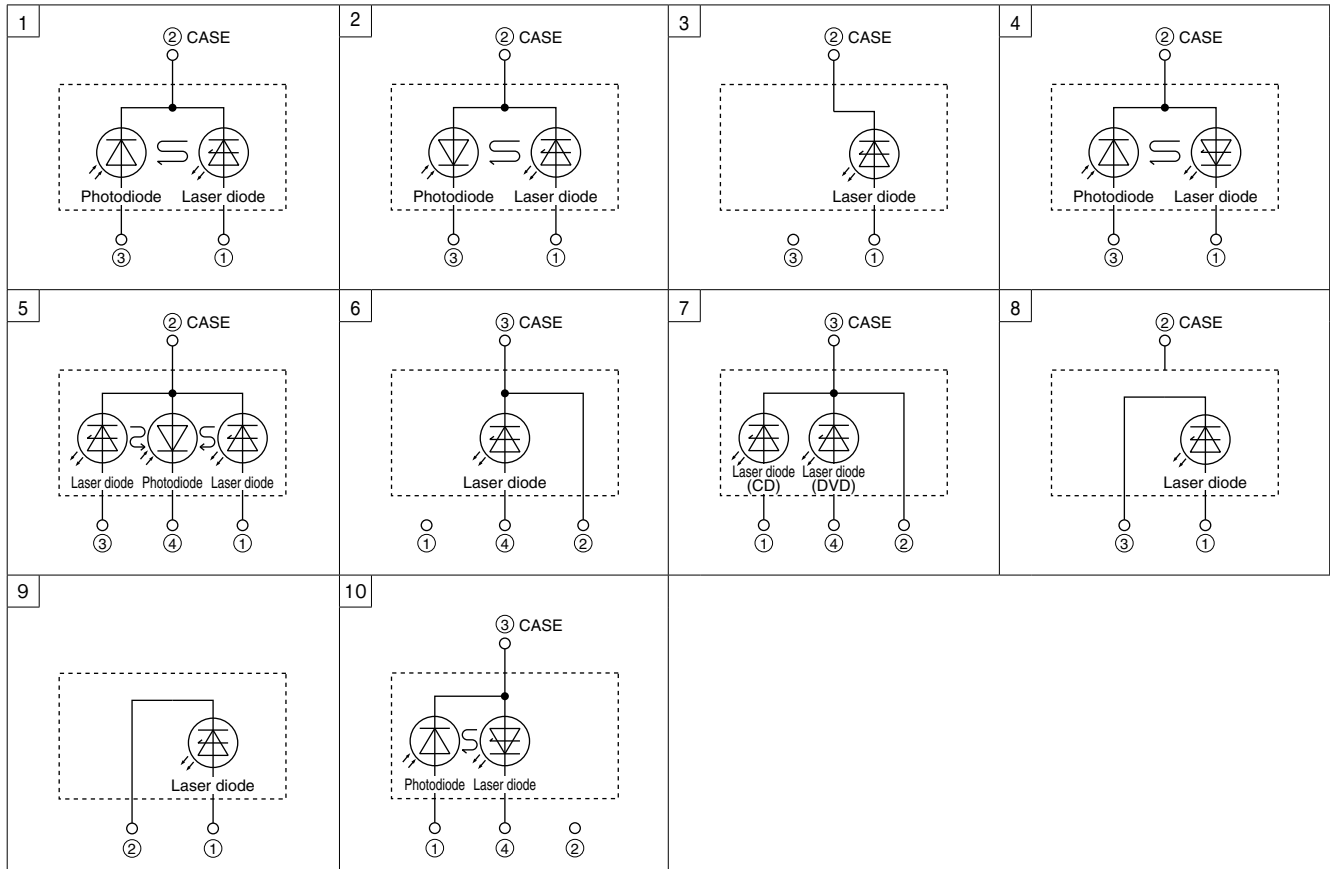 1
② CASE
Photodiode Laser diode
③ ①
2
② CASE
Photodiode Laser diode
③ ①
3
② CASE
Laser diode
③ ①
4
② CASE
Photodiode Laser diode
③ ①
5
② CASE
Laser diode Photodiode Laser diode
③ ④ ①
6
③ CASE
Laser diode
① ④ ②
7
③ CASE
Laser diode Laser diode
(CD) (DVD)
① ④ ②
8
② CASE
Laser diode
③ ①
9
Laser diode
② ①
10
③ CASE
Photodiode Laser diode
① ④ ②